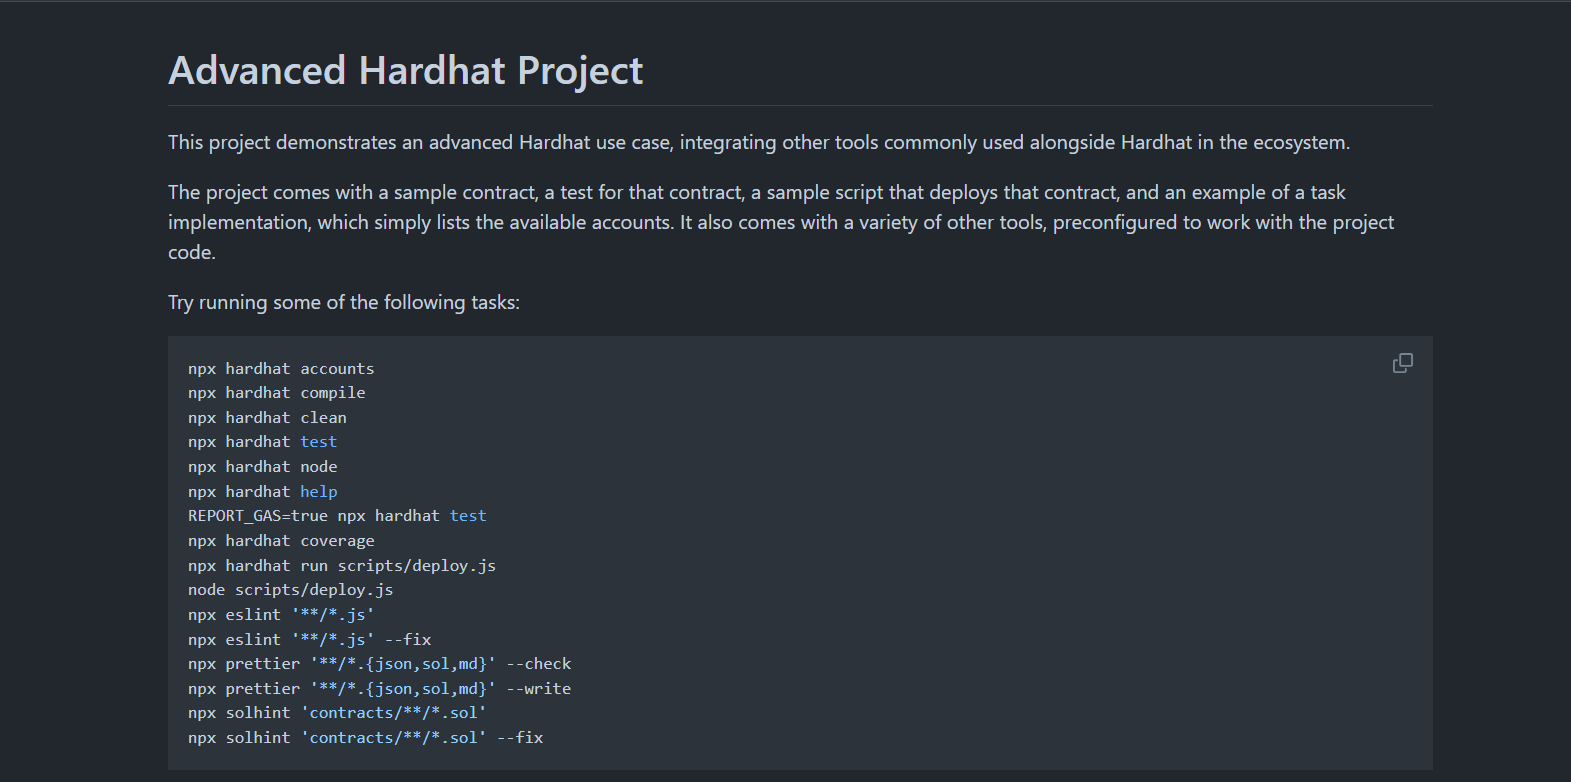 Advanced Hardhat Project
This project demonstrates an advanced Hardhat use case, integrating other tools commonly used alongside Hardhat in the ecosystem.
The project comes with a sample contract, a test for that contract, a sample script that deploys that contract, and an example of a task
implementation, which simply lists the available accounts. It also comes with a variety of other tools, preconfigured to work with the project
code.
Try running some of the following tasks:
npx hardhat accounts
npx hardhat compile
npx hardhat clean
npx hardhat test
npx hardhat node
npx hardhat help
REPORT_GAS=true npx hardhat test
npx hardhat coverage
npx hardhat run scripts/deploy.js
node scripts/deploy.js
npx eslint '**/*.js'
npx eslint '**/*.js' --fix
npx prettier '**/*.{json,sol,md}' --check
npx prettier '**/*.{json,sol,md}' --write
npx solhint 'contracts/**/*.sol'
npx solhint 'contracts/**/*.sol' --fix